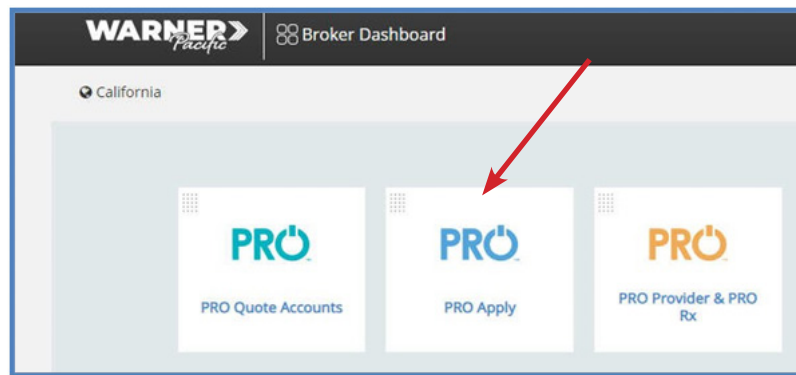 WARNER
Pacific
Broker Dashboard
California
PRO
PRO
PRO
PRO Quote Accounts
PRO Apply
PRO Provider & PRO
Rx